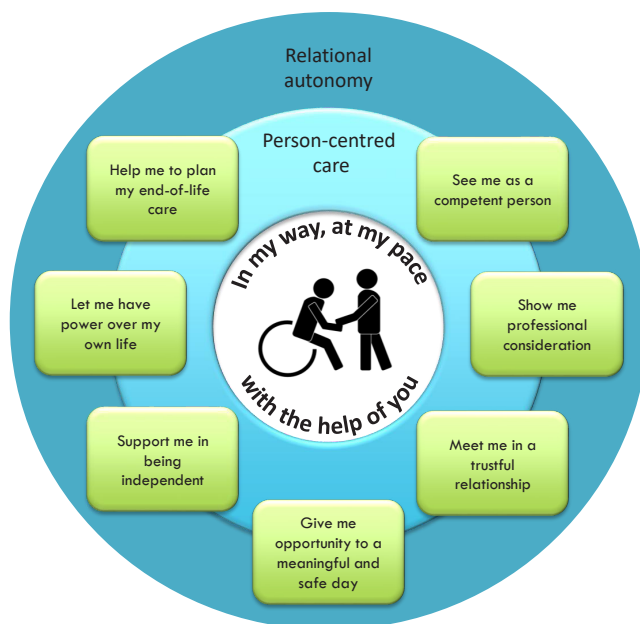 Relational
autonomy
Person-centred
care
In my way, at my pace
with the help of you
See me as a
competent person
Show me
professional
consideration
Meet me in a
trustful
relationship
Give me
opportunity to a
meaningful and
safe day
Support me in
being
independent
Let me have
power over my
own life
Help me to plan
my end-of-life
care